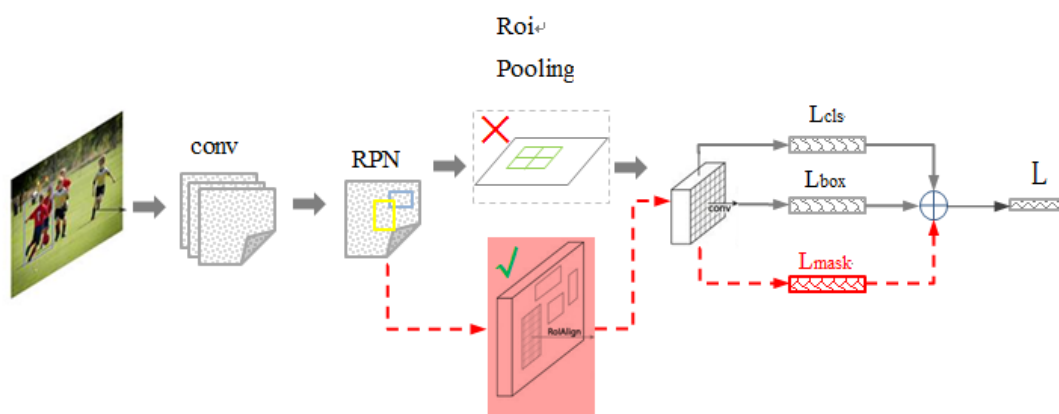 Roi↵
Pooling
conv
RPN
RoIAlign
conv
Lcls
Lbox
Lmask
L